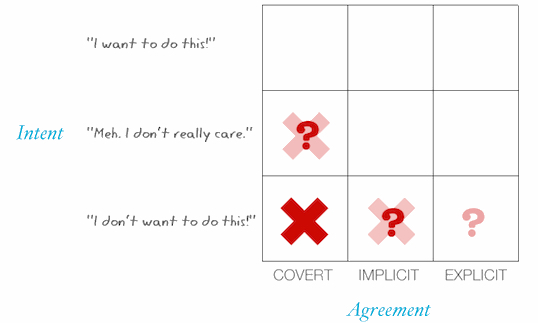 "I want to do this!"
Intent
"Meh. I don't really care."
?
"I don't want to do this!"
? ?
COVERT IMPLICIT EXPLICIT
Agreement